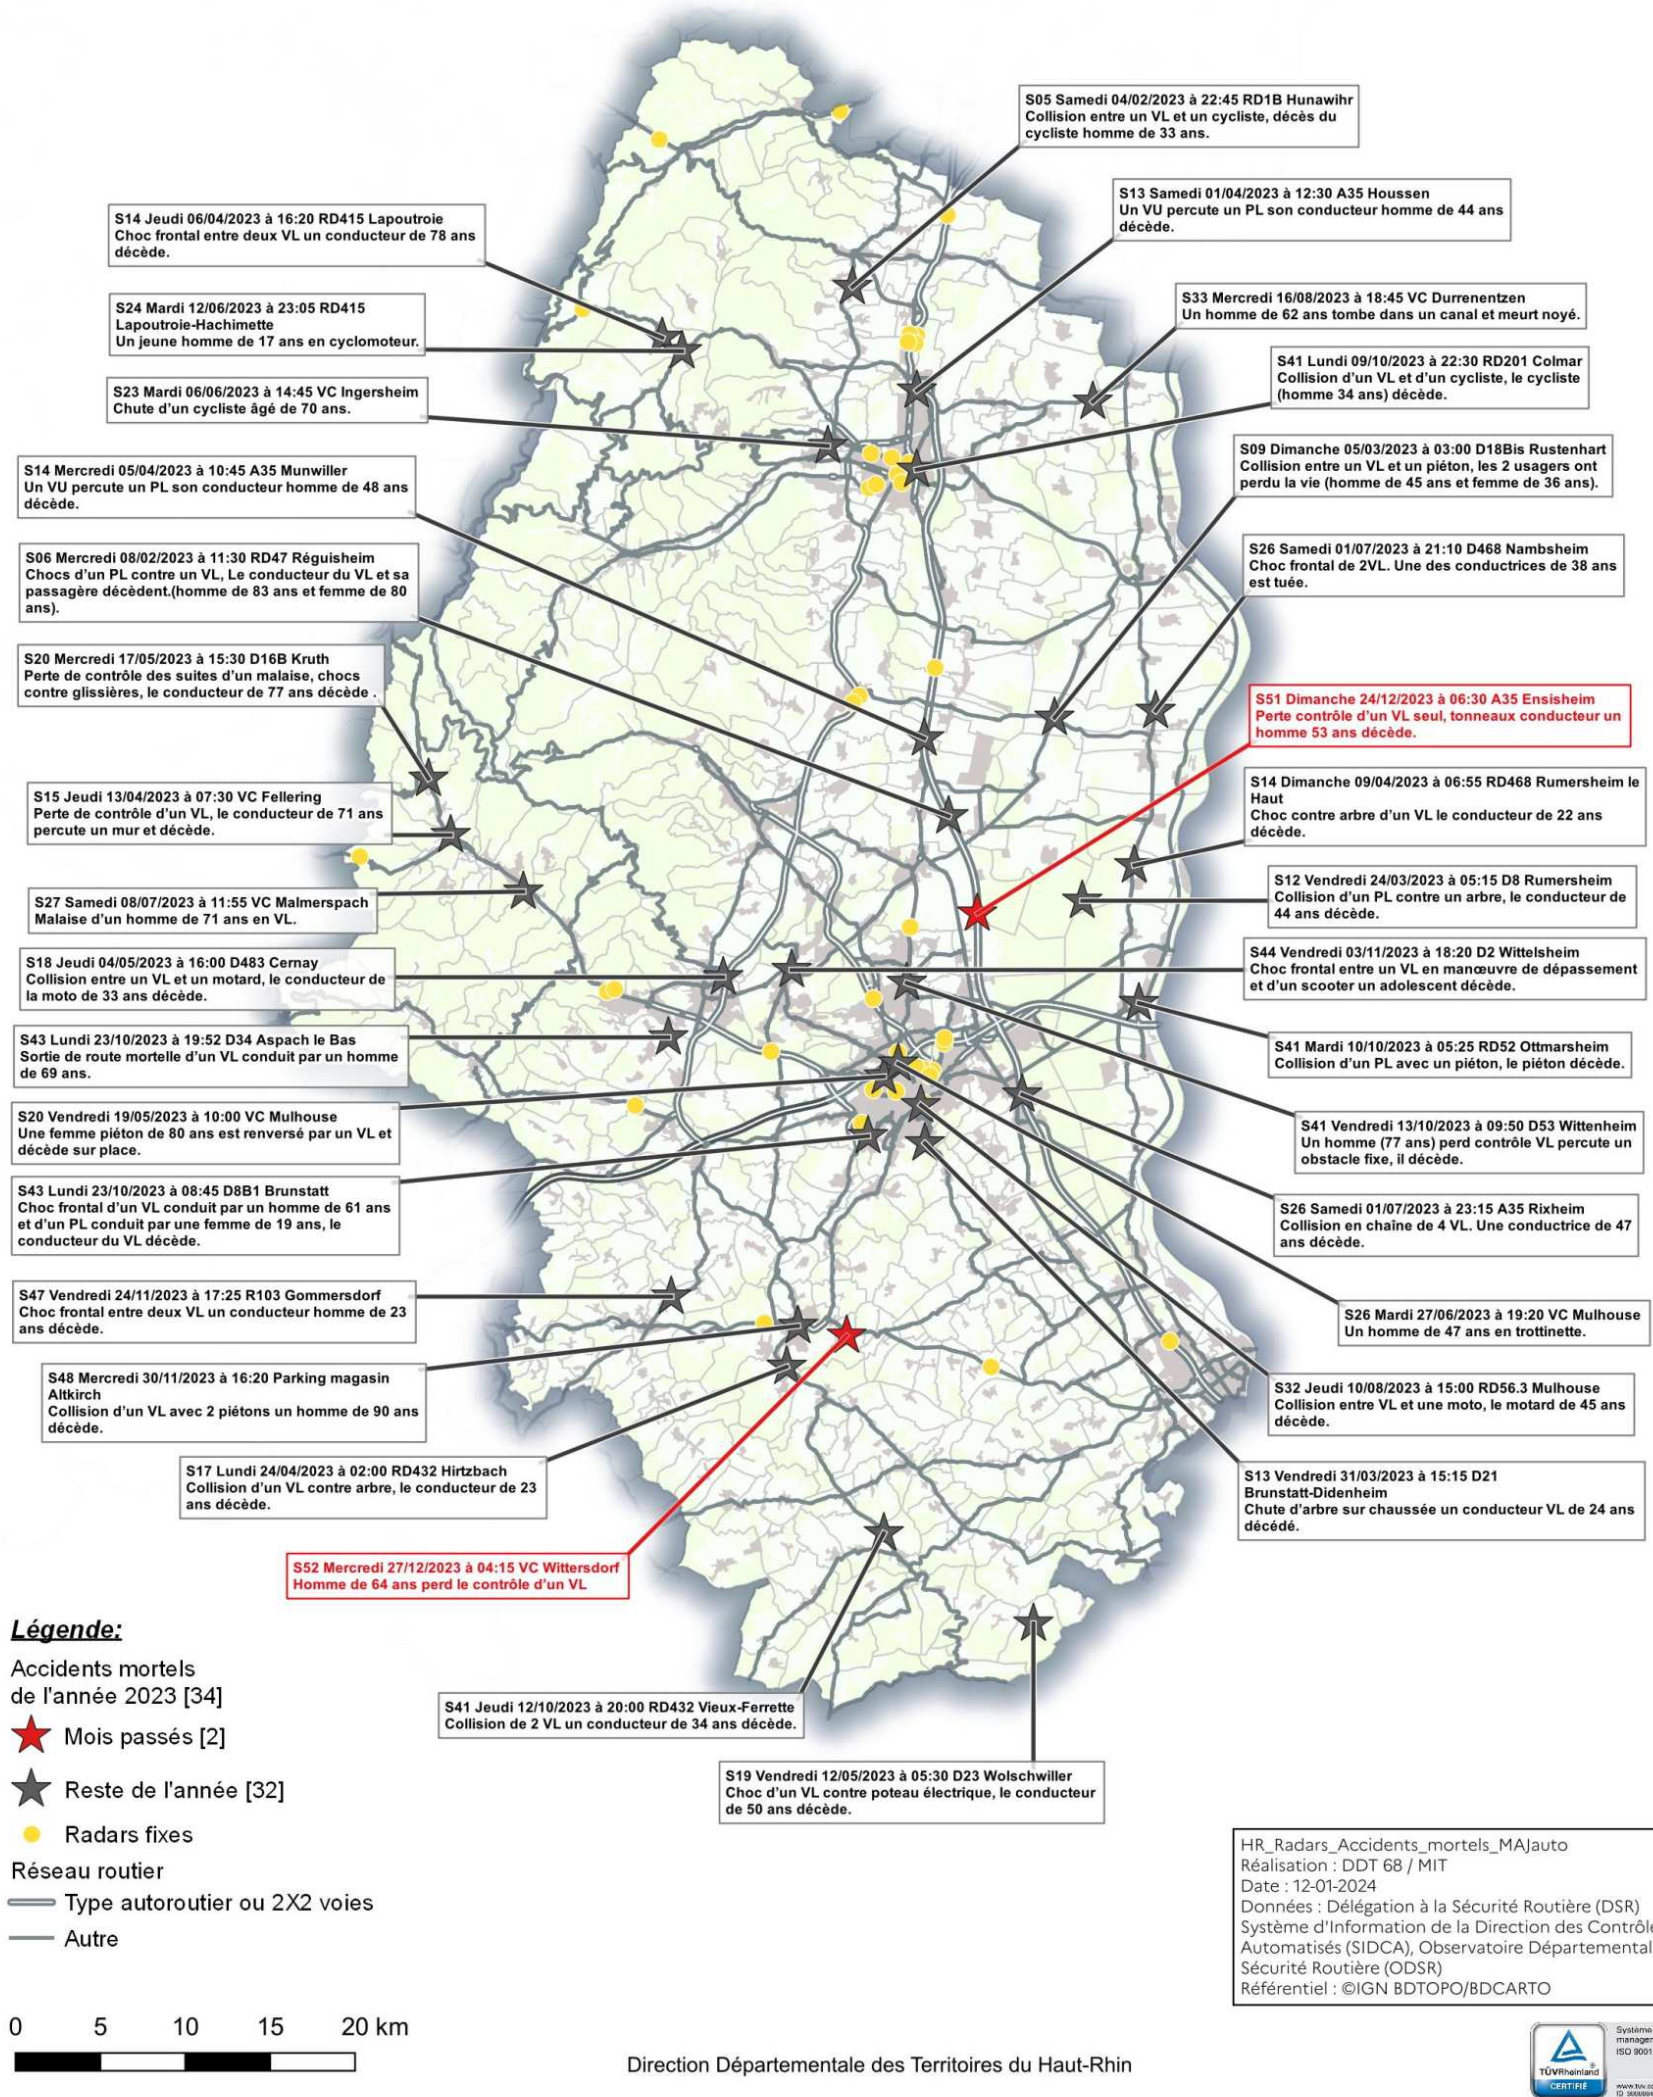 S05 Samedi 04/02/2023 à 22:45 RD1B Hunawihr
Collision entre un VL et un cycliste, décès du
cycliste homme de 33 ans.
S13 Samedi 01/04/2023 à 12:30 A35 Houssen
Un VU percute un PL son conducteur homme de 44 ans
décède.
S14 Jeudi 06/04/2023 à 16:20 RD415 Lapoutroie
Choc frontal entre deux VL un conducteur de 78 ans
décède.
S33 Mercredi 16/08/2023 à 18:45 VC Durrenentzen
Un homme de 62 ans tombe dans un canal et meurt noyé.
S24 Mardi 12/06/2023 à 23:05 RD415
Lapoutroie-Hachimette
Un jeune homme de 17 ans en cyclomoteur.
S41 Lundi 09/10/2023 à 22:30 RD201 Colmar
Collision d'un VL et d'un cycliste, le cycliste
(homme 34 ans) décède.
S23 Mardi 06/06/2023 à 14:45 VC Ingersheim
Chute d'un cycliste âgé de 70 ans.
S09 Dimanche 05/03/2023 à 03:00 D18Bis Rustenhart
Collision entre un VL et un piéton, les 2 usagers ont
perdu la vie (homme de 45 ans et femme de 36 ans).
S14 Mercredi 05/04/2023 à 10:45 A35 Munwiller
Un VU percute un PL son conducteur homme de 48 ans
décède.
S26 Samedi 01/07/2023 à 21:10 D468 Nambsheim
Choc frontal de 2VL. Une des conductrices de 38 ans
est tuée.
S06 Mercredi 08/02/2023 à 11:30 RD47 Réguisheim
Chocs d'un PL contre un VL, Le conducteur du VL et sa
passagère décèdent.(homme de 83 ans et femme de 80
ans).
S20 Mercredi 17/05/2023 à 15:30 D16B Kruth
Perte de contrôle des suites d'un malaise, chocs
contre glissières, le conducteur de 77 ans décède .
S51 Dimanche 24/12/2023 à 06:30 A35 Ensisheim
Perte contrôle d'un VL seul, tonneaux conducteur un
homme 53 ans décède.
S14 Dimanche 09/04/2023 à 06:55 RD468 Rumersheim le
Haut
Choc contre arbre d'un VL le conducteur de 22 ans
décède.
S15 Jeudi 13/04/2023 à 07:30 VC Fellering
Perte de contrôle d'un VL, le conducteur de 71 ans
percute un mur et décède.
S12 Vendredi 24/03/2023 à 05:15 D8 Rumersheim
Collision d'un PL contre un arbre, le conducteur de
44 ans décède.
S27 Samedi 08/07/2023 à 11:55 VC Malmerspach
Malaise d'un homme de 71 ans en VL.
S44 Vendredi 03/11/2023 à 18:20 D2 Wittelsheim
Choc frontal entre un VL en manœuvre de dépassement
et d'un scooter un adolescent décède.
S18 Jeudi 04/05/2023 à 16:00 D483 Cernay
Collision entre un VL et un motard, le conducteur de
la moto de 33 ans décède.
S41 Mardi 10/10/2023 à 05:25 RD52 Ottmarsheim
Collision d'un PL avec un piéton, le piéton décède.
S43 Lundi 23/10/2023 à 19:52 D34 Aspach le Bas
Sortie de route mortelle d'un VL conduit par un homme
de 69 ans.
S20 Vendredi 19/05/2023 à 10:00 VC Mulhouse
Une femme piéton de 80 ans est renversé par un VL et
décède sur place.
S41 Vendredi 13/10/2023 à 09:50 D53 Wittenheim
Un homme (77 ans) perd contrôle VL percute un
obstacle fixe, il décède.
S43 Lundi 23/10/2023 à 08:45 D8B1 Brunstatt
Choc frontal d'un VL conduit par un homme de 61 ans
et d'un PL conduit par une femme de 19 ans, le
conducteur du VL décède.
S26 Samedi 01/07/2023 à 23:15 A35 Rixheim
Collision en chaîne de 4 VL. Une conductrice de 47
ans décède.
S47 Vendredi 24/11/2023 à 17:25 R103 Gommersdorf
Choc frontal entre deux VL un conducteur homme de 23
ans décède.
S26 Mardi 27/06/2023 à 19:20 VC Mulhouse
Un homme de 47 ans en trottinette.
S48 Mercredi 30/11/2023 à 16:20 Parking magasin
Altkirch
Collision d'un VL avec 2 piétons un homme de 90 ans
décède.
S32 Jeudi 10/08/2023 à 15:00 RD56.3 Mulhouse
Collision entre VL et une moto, le motard de 45 ans
décède.
S17 Lundi 24/04/2023 à 02:00 RD432 Hirtzbach
Collision d'un VL contre arbre, le conducteur de 23
ans décède.
S13 Vendredi 31/03/2023 à 15:15 D21
Brunstatt-Didenheim
Chute d'arbre sur chaussée un conducteur VL de 24 ans
décédé.
S52 Mercredi 27/12/2023 à 04:15 VC Wittersdorf
Homme de 64 ans perd le contrôle d'un VL
S41 Jeudi 12/10/2023 à 20:00 RD432 Vieux-Ferrette
Collision de 2 VL un conducteur de 34 ans décède.
S19 Vendredi 12/05/2023 à 05:30 D23 Wolschwiller
Choc d'un VL contre poteau électrique, le conducteur
de 50 ans décède.
Légende:
Accidents mortels
de l'année 2023 [34]
Mois passés [2]
Reste de l'année [32]
Radars fixes
Réseau routier
Type autoroutier ou 2X2 voies
Autre
HR_Radars_Accidents_mortels_MAJauto
Réalisation : DDT 68 / MIT
Date : 12-01-2024
Données : Délégation à la Sécurité Routière (DSR)
Système d'Information de la Direction des Contrôle
Automatisés (SIDCA), Observatoire Départemental
Sécurité Routière (ODSR)
Référentiel : ©IGN BDTOPO/BDCARTO
0 5 10 15 20 km
Direction Départementale des Territoires du Haut-Rhin
TÜVRheinland
CERTIFIÉ
Système
manager
ISO 9001